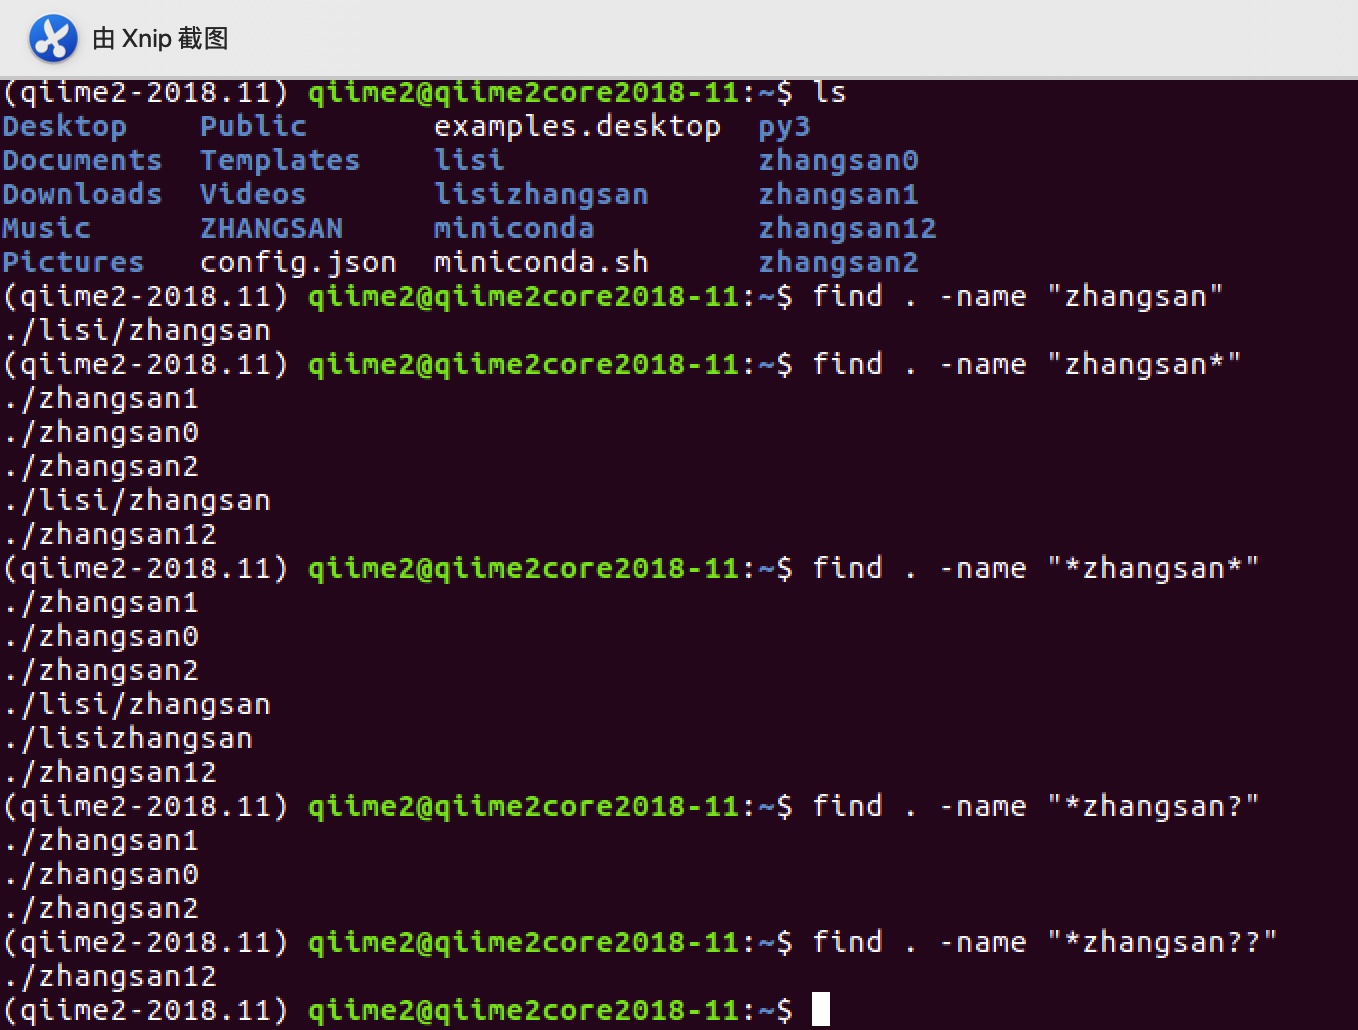 由 Xnip 截图
(qiime2-2018.11) qiime2@qiime2core2018-11:~$ ls
Desktop Public examples.desktop py3
Documents Templates lisi zhangsan0
Downloads Videos lisizhangsan zhangsan1
Music ZHANGSAN miniconda zhangsan12
Pictures config.json miniconda.sh zhangsan2
(qiime2-2018.11) qiime2@qiime2core2018-11:~$ find . -name "zhangsan"
./lisi/zhangsan
(qiime2-2018.11) qiime2@qiime2core2018-11:~$ find . -name "zhangsan*"
./zhangsan1
./zhangsan0
./zhangsan2
./lisi/zhangsan
./zhangsan12
(qiime2-2018.11) qiime2@qiime2core2018-11:~$ find . -name "*zhangsan*"
./zhangsan1
./zhangsan0
./zhangsan2
./lisi/zhangsan
./lisizhangsan
./zhangsan12
(qiime2-2018.11) qiime2@qiime2core2018-11:~$ find . -name "*zhangsan?"
./zhangsan1
./zhangsan0
./zhangsan2
(qiime2-2018.11) qiime2@qiime2core2018-11:~$ find . -name "*zhangsan??"
./zhangsan12
(qiime2-2018.11) qiime2@qiime2core2018-11:~$